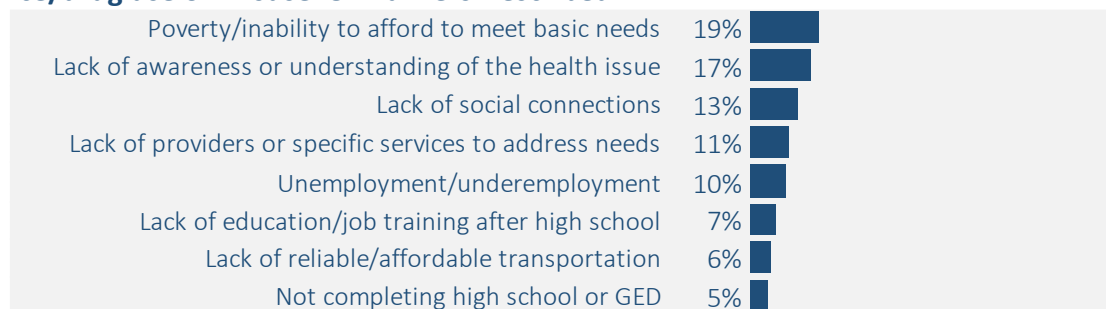 Poverty/inability to afford to meet basic needs 19%
Lack of awareness or understanding of the health issue 17%
Lack of social connections 13%
Lack of providers or specific services to address needs 11%
Unemployment/underemployment 10%
Lack of education/job training after high school 7%
Lack of reliable/affordable transportation 6%
Not completing high school or GED 5%